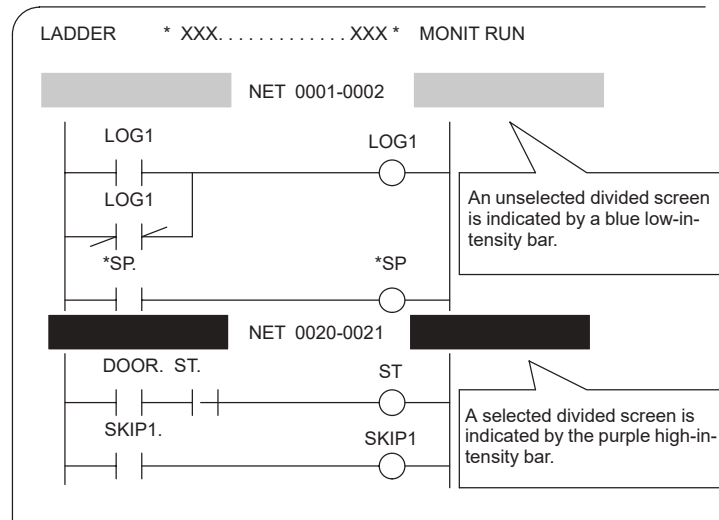 LADDER * XXX. . . . . . . . . . . . . XXX * MONIT RUN
NET 0001-0002
LOG1 LOG1
LOG1
An unselected divided screen
is indicated by a blue low-in-
tensity bar.
*SP. *SP
NET 0020-0021
DOOR. ST. ST
SKIP1. SKIP1
A selected divided screen is
indicated by the purple high-in-
tensity bar.